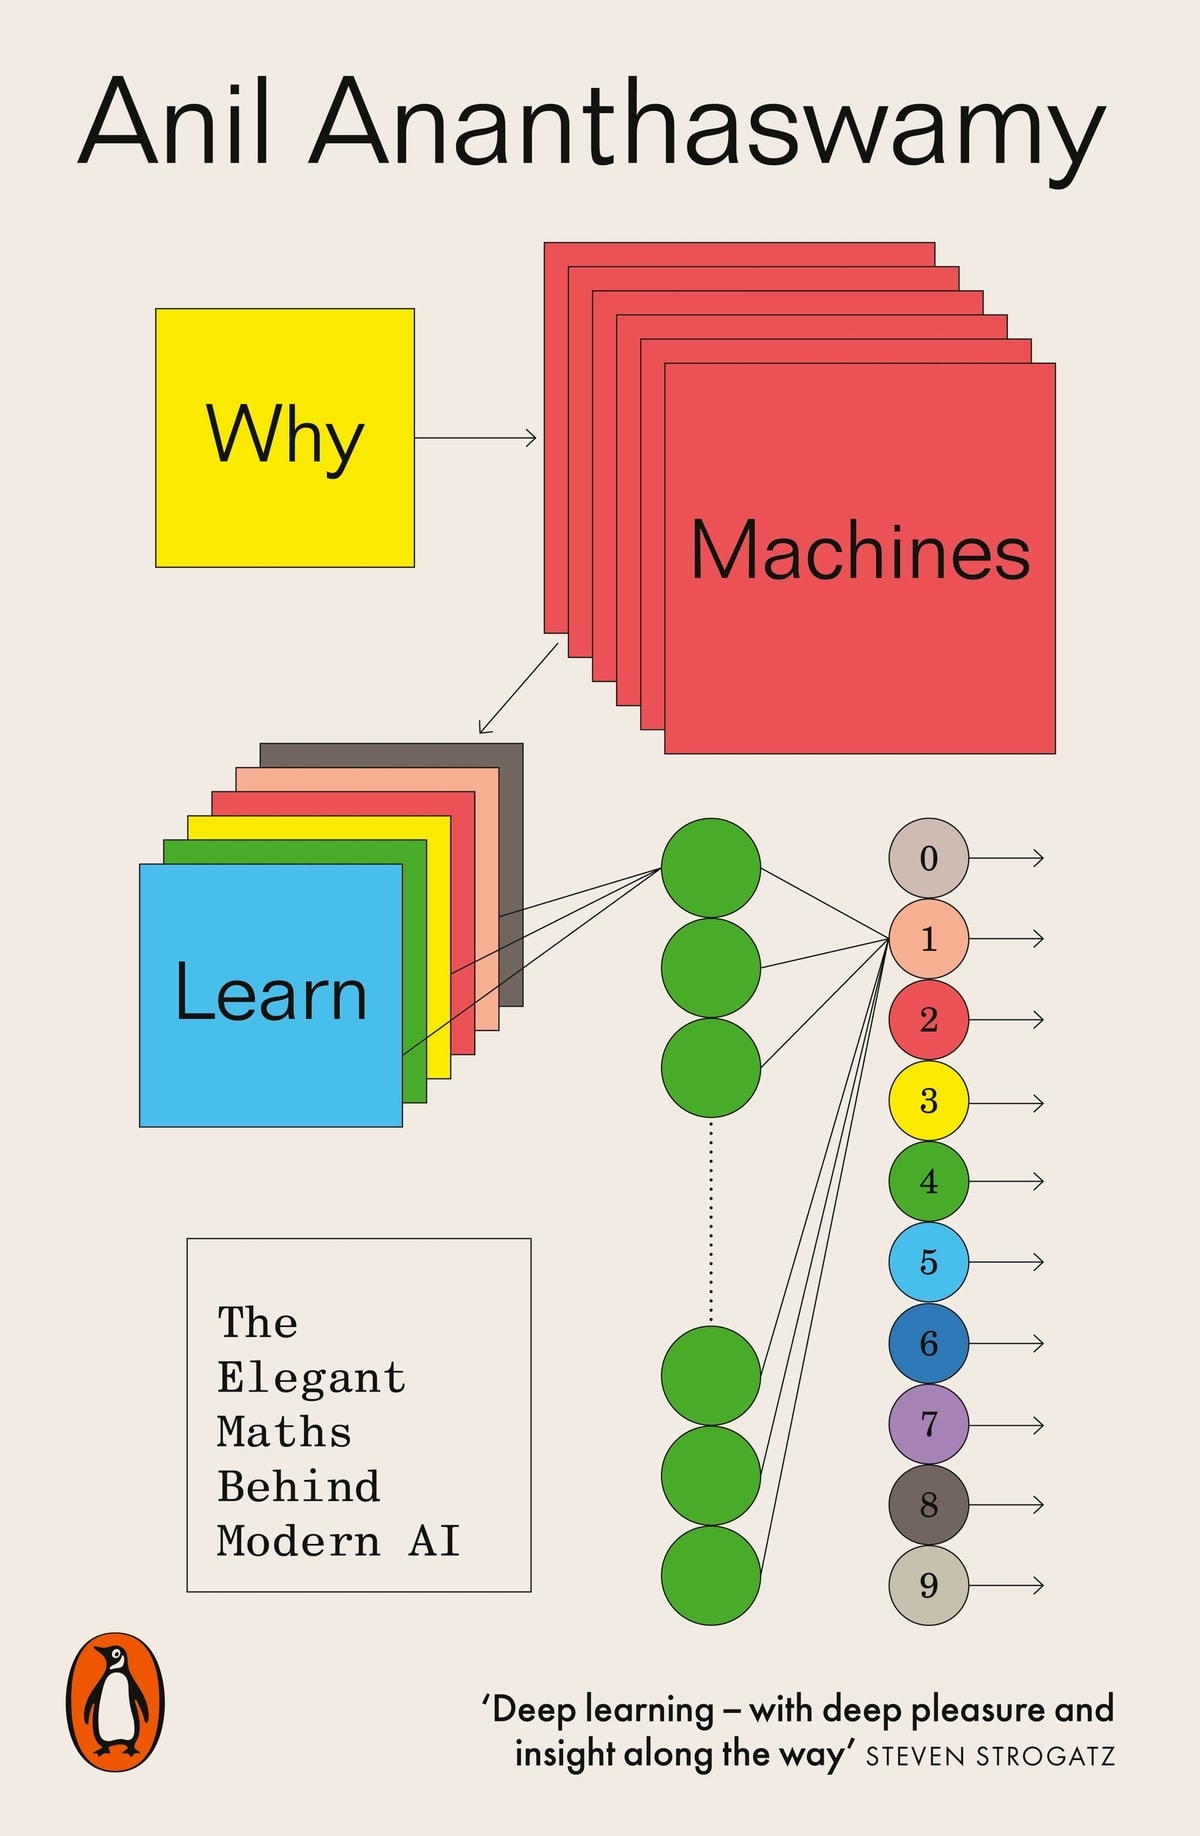 Anil Ananthaswamy
Why
Machines
Learn
0
1
2
3
4
5
6
7
8
9
The
Elegant
Maths
Behind
Modern AI
‘Deep learning – with deep pleasure and
insight along the way’ STEVEN STROGATZ